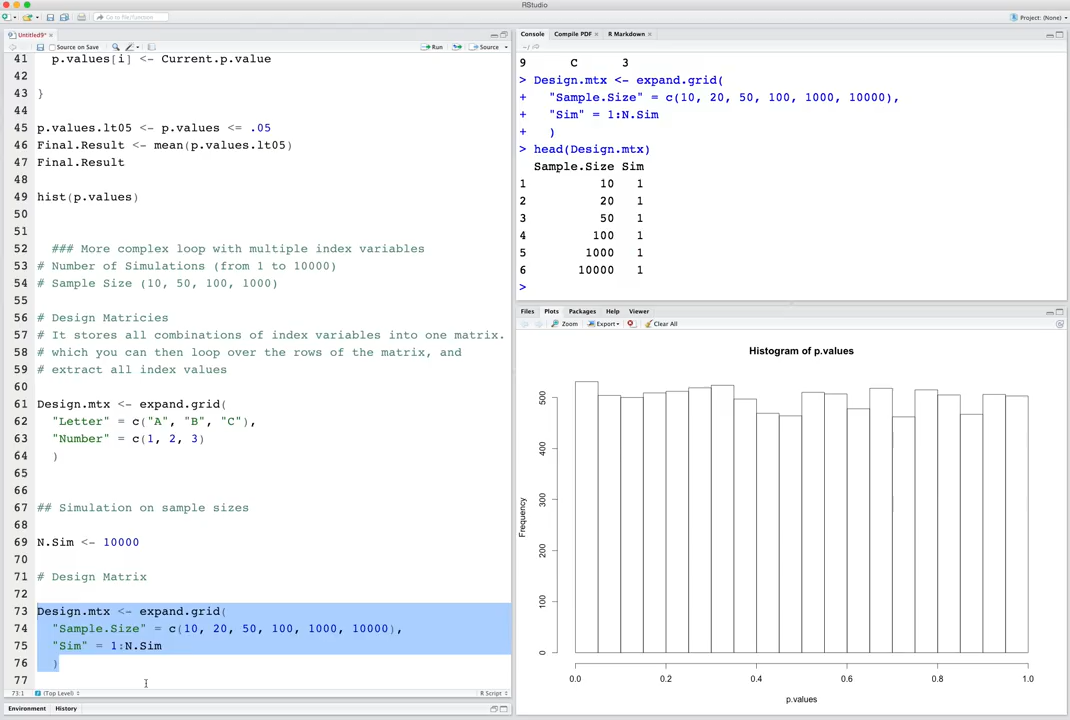 RStudio
Go to file/function
Project: (None)
Untitled9*
Source on Save
Run
Source
41 p.values[i] <- Current.p.value
42
43 }
44
45 p.values.lt05 <- p.values <= .05
46 Final.Result <- mean(p.values.lt05)
47 Final.Result
48
49 hist(p.values)
50
51
52 ### More complex loop with multiple index variables
53 # Number of Simulations (from 1 to 10000)
54 # Sample Size (10, 50, 100, 1000)
55
56 # Design Matricies
57 # It stores all combinations of index variables into one matrix.
58 # which you can then loop over the rows of the matrix, and
59 # extract all index values
60
61 Design.mtx <- expand.grid(
62 "Letter" = c("A", "B", "C"),
63 "Number" = c(1, 2, 3)
64 )
65
66
67 ## Simulation on sample sizes
68
69 N.Sim <- 10000
70
71 # Design Matrix
72
73 Design.mtx <- expand.grid(
74 "Sample.Size" = c(10, 20, 50, 100, 1000, 10000),
75 "Sim" = 1:N.Sim
76 )
77
73:1 (Top Level) R Script
Environment History
Console Compile PDF R Markdown
~/
9 C 3
> Design.mtx <- expand.grid(
+ "Sample.Size" = c(10, 20, 50, 100, 1000, 10000),
+ "Sim" = 1:N.Sim
+ )
> head(Design.mtx)
Sample.Size Sim
1 10 1
2 20 1
3 50 1
4 100 1
5 1000 1
6 10000 1
>
Files Plots Packages Help Viewer
Zoom Export Clear All
Histogram of p.values
Frequency
500
400
300
200
100
0
0.0 0.2 0.4 0.6 0.8 1.0
p.values